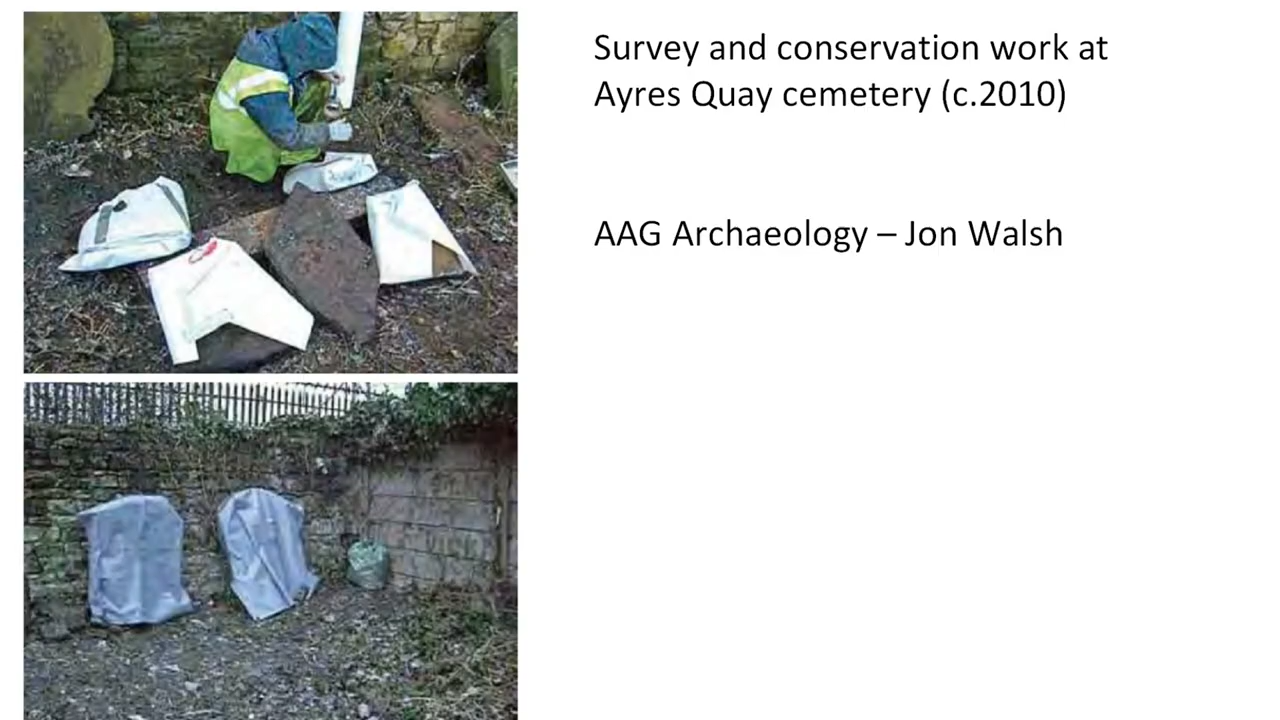 Survey and conservation work at
Ayres Quay cemetery (c.2010)
AAG Archaeology – Jon Walsh